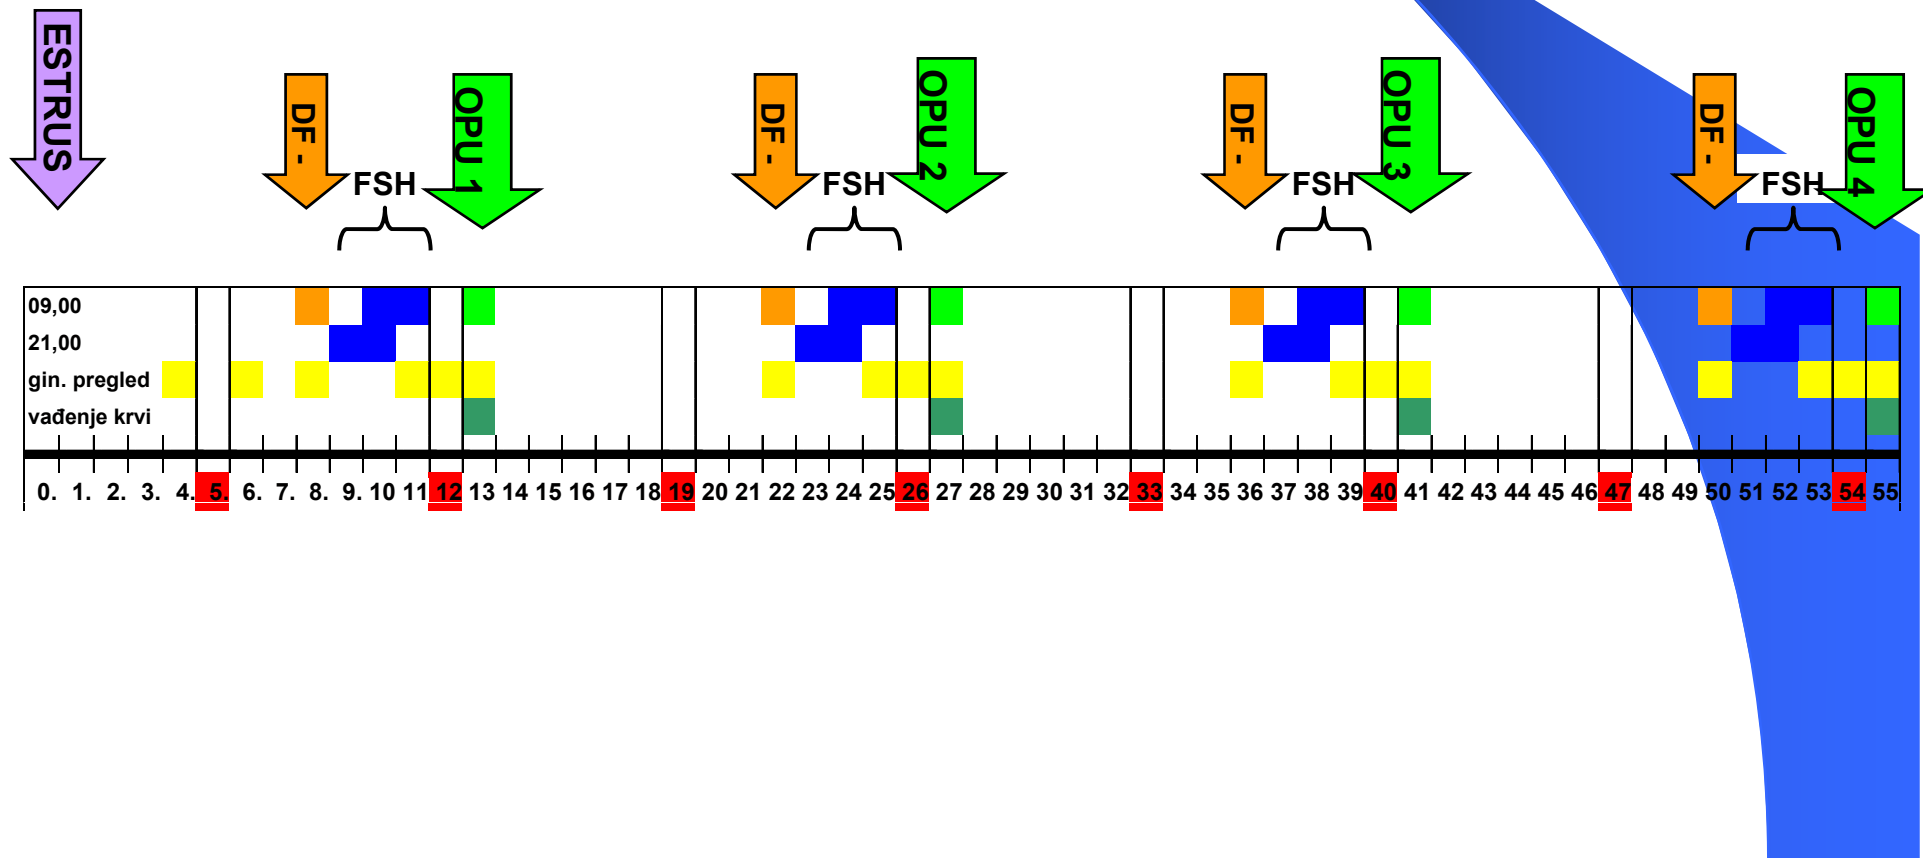 ESTRUS
DF -
FSH
OPU 1
DF -
FSH
OPU 2
DF -
FSH
OPU 3
DF -
FSH
OPU 4
09,00
21,00
gin. pregled
vađenje krvi
0. 1. 2. 3. 4. 5. 6. 7. 8. 9. 10 11 12 13 14 15 16 17 18 19 20 21 22 23 24 25 26 27 28 29 30 31 32 33 34 35 36 37 38 39 40 41 42 43 44 45 46 47 48 49 50 51 52 53 54 55